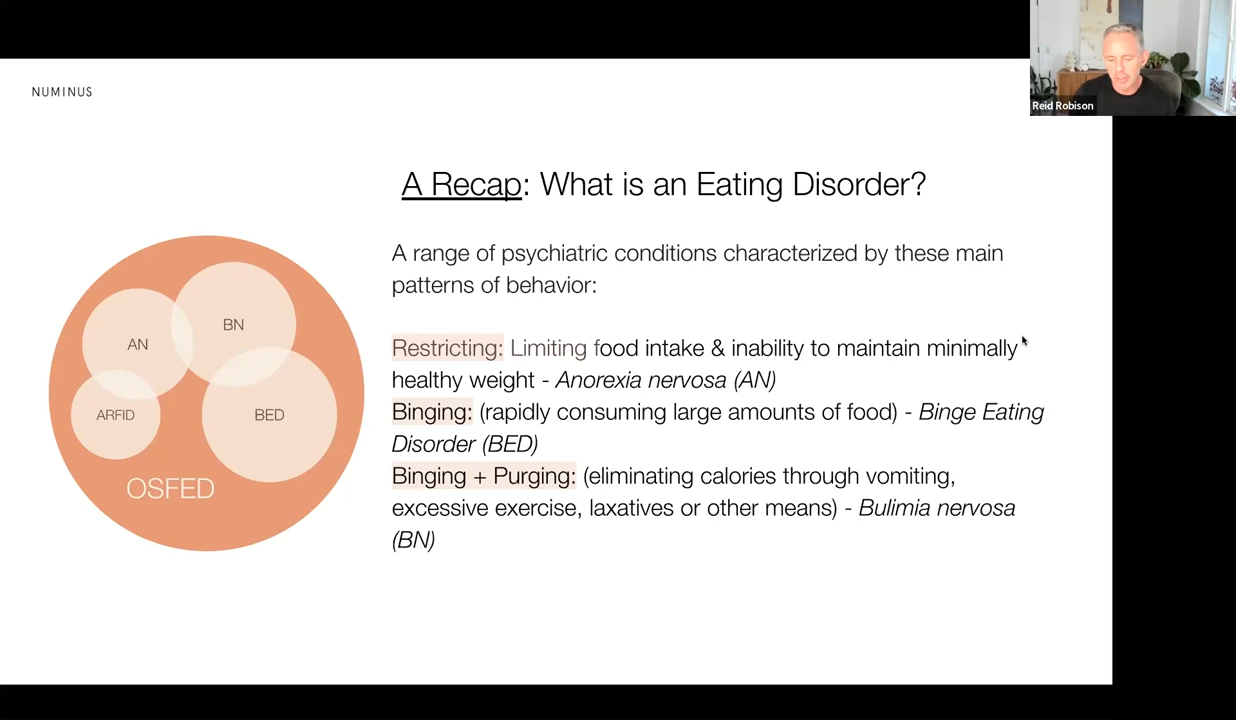 Reid Robison
NUMINUS
A Recap: What is an Eating Disorder?
A range of psychiatric conditions characterized by these main
patterns of behavior:
Restricting: Limiting food intake & inability to maintain minimally
healthy weight - Anorexia nervosa (AN)
Binging: (rapidly consuming large amounts of food) - Binge Eating
Disorder (BED)
Binging + Purging: (eliminating calories through vomiting,
excessive exercise, laxatives or other means) - Bulimia nervosa
(BN)
BN
AN
ARFID
BED
OSFED